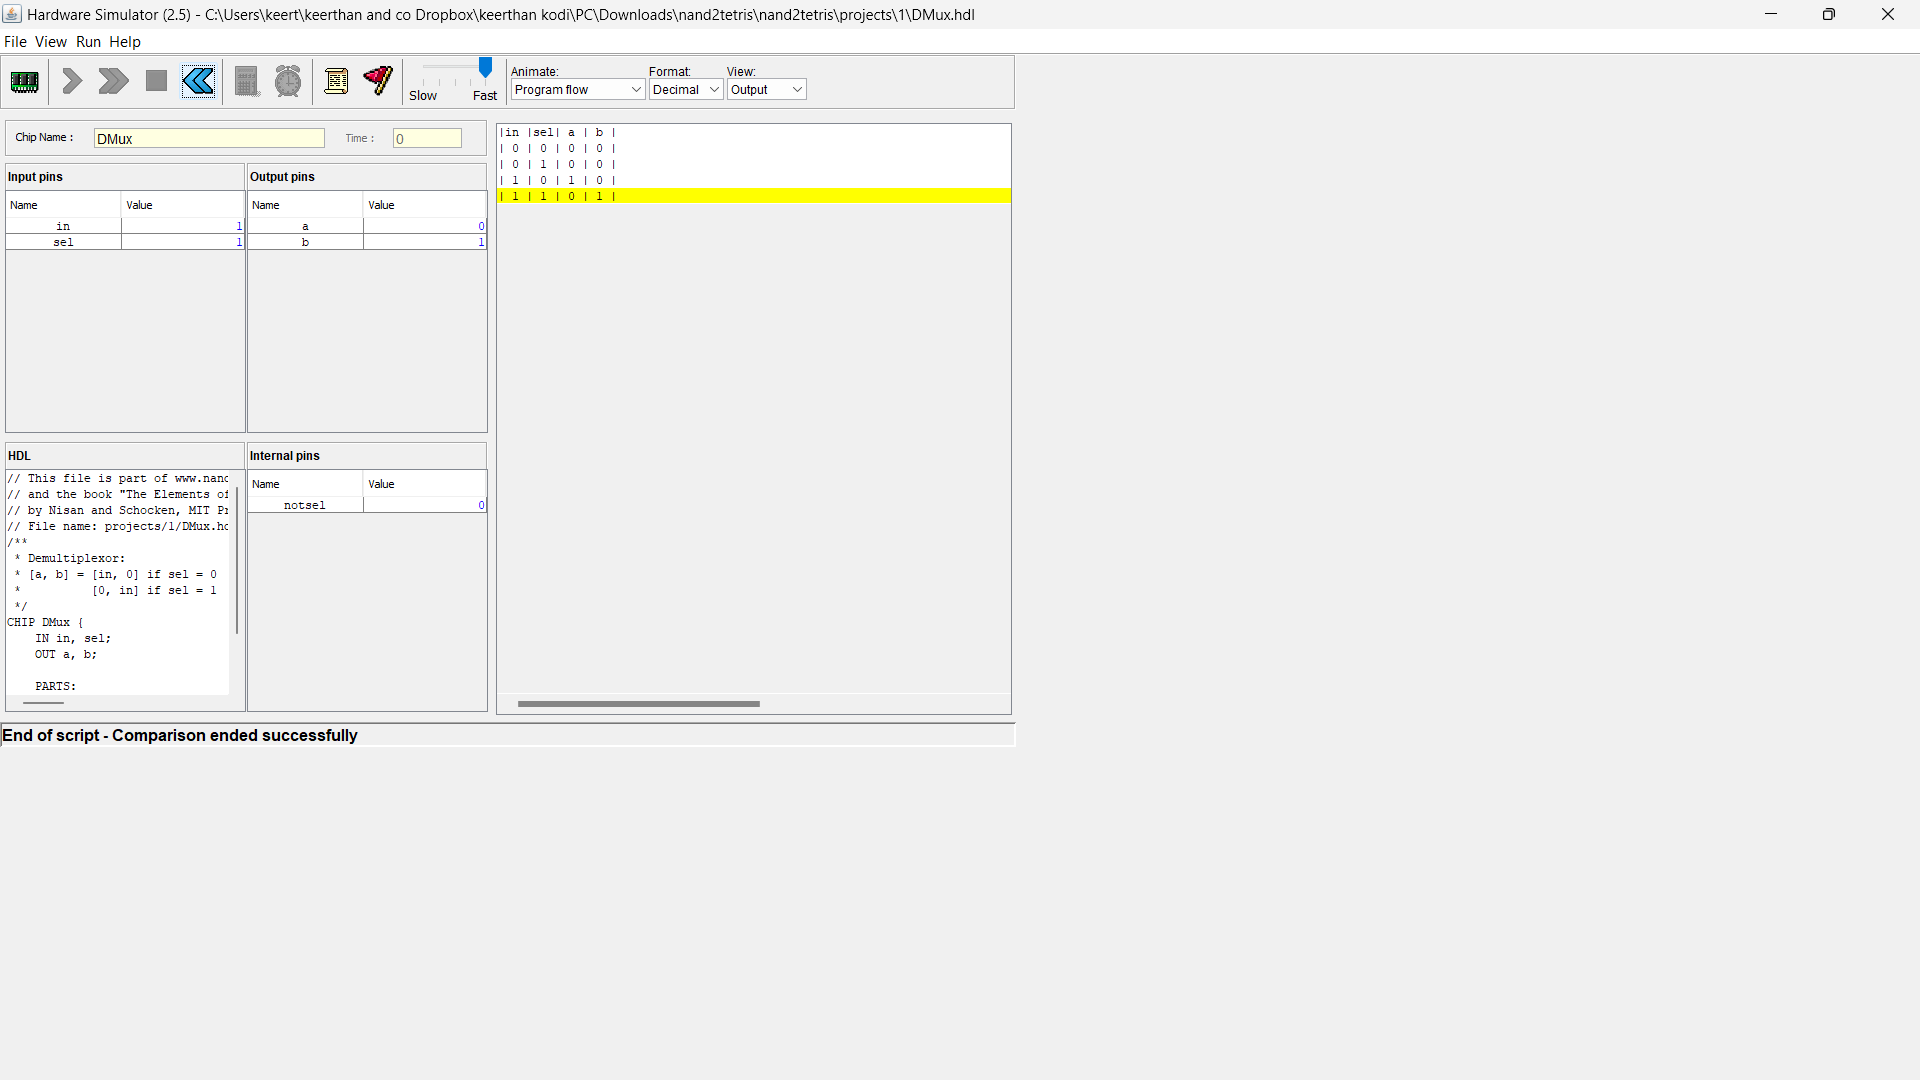 Hardware Simulator (2.5) - C:\Users\keert\keerthan and co Dropbox\keerthan kodi\PC\Downloads\nand2tetris\nand2tetris\projects\1\DMux.hdl
File View Run Help
Slow Fast
Animate: Format: View:
Program flow Decimal Output
Chip Name : DMux Time : 0
Input pins
Name Value
in 1
sel 1
Output pins
Name Value
a 0
b 1
HDL
// This file is part of www.nand
// and the book "The Elements of
// by Nisan and Schocken, MIT Pr
// File name: projects/1/DMux.hd
/**
* Demultiplexor:
* [a, b] = [in, 0] if sel = 0
* [0, in] if sel = 1
*/
CHIP DMux {
IN in, sel;
OUT a, b;
PARTS:
Internal pins
Name Value
notsel 0
|in |sel| a | b |
| 0 | 0 | 0 | 0 |
| 0 | 1 | 0 | 0 |
| 1 | 0 | 1 | 0 |
| 1 | 1 | 0 | 1 |
End of script - Comparison ended successfully